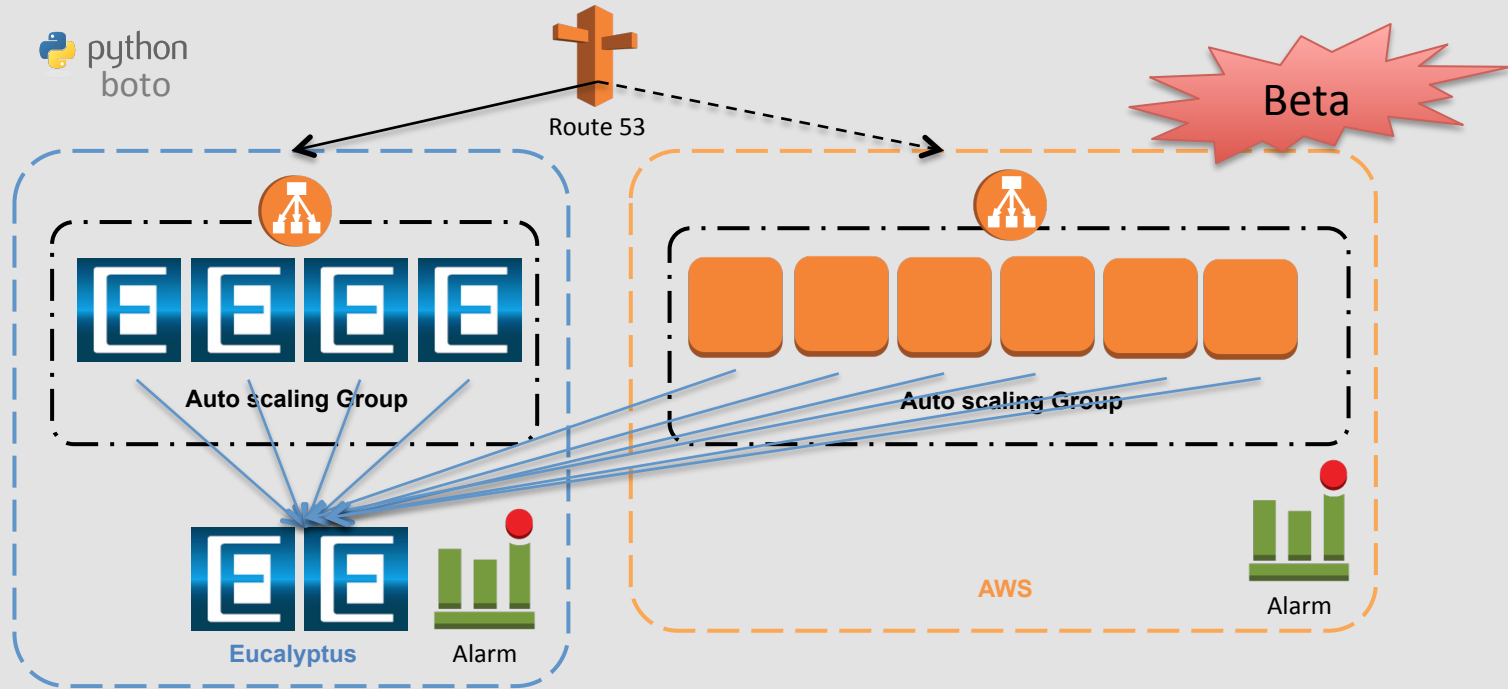 python
boto
Route 53
Beta
Auto scaling Group
Auto scaling Group
Eucalyptus
Alarm
AWS
Alarm